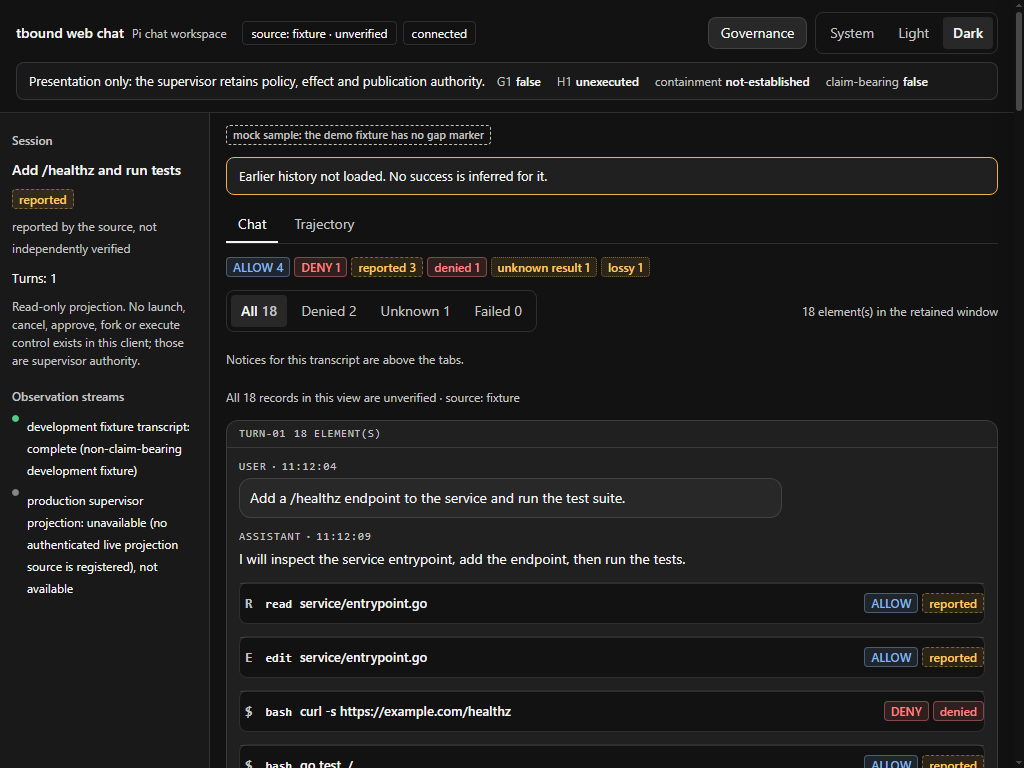 tbound web chat Pi chat workspace source: fixture · unverified connected Governance System Light Dark
Presentation only: the supervisor retains policy, effect and publication authority. G1 false H1 unexecuted containment not-established claim-bearing false
Session
Add /healthz and run tests
reported
reported by the source, not
independently verified
Turns: 1
Read-only projection. No launch,
cancel, approve, fork or execute
control exists in this client; those
are supervisor authority.
Observation streams
development fixture transcript:
complete (non-claim-bearing
development fixture)
production supervisor
projection: unavailable (no
authenticated live projection
source is registered), not
available
mock sample: the demo fixture has no gap marker
Earlier history not loaded. No success is inferred for it.
Chat Trajectory
ALLOW 4 DENY 1 reported 3 denied 1 unknown result 1 lossy 1
All 18 Denied 2 Unknown 1 Failed 0 18 element(s) in the retained window
Notices for this transcript are above the tabs.
All 18 records in this view are unverified · source: fixture
TURN-01 18 ELEMENT(S)
USER · 11:12:04
Add a /healthz endpoint to the service and run the test suite.
ASSISTANT · 11:12:09
I will inspect the service entrypoint, add the endpoint, then run the tests.
R read service/entrypoint.go ALLOW reported
E edit service/entrypoint.go ALLOW reported
$ bash curl -s https://example.com/healthz DENY denied
$ bash go test ALLOW reported